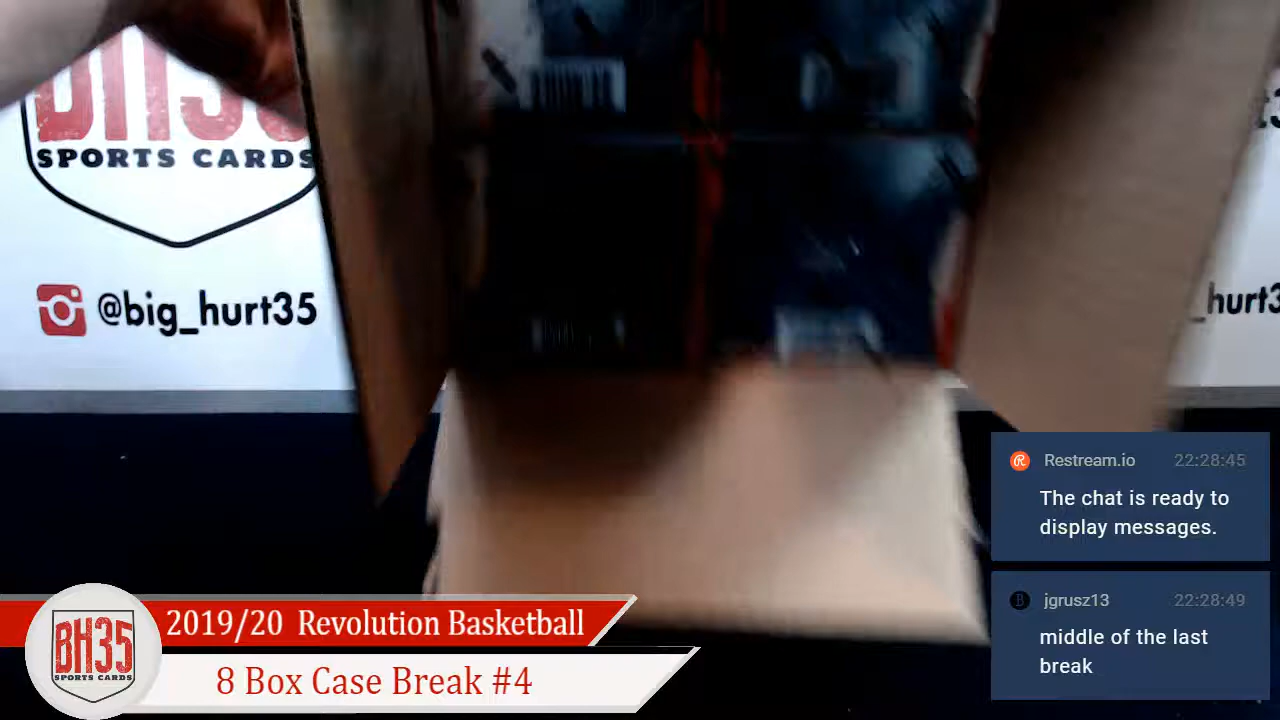 BH35
SPORTS CARDS
@big_hurt35
_hurt3
Restream.io 22:28:45
The chat is ready to
display messages.
jgrusz13 22:28:49
middle of the last
break
BH35
SPORTS CARDS
2019/20 Revolution Basketball
8 Box Case Break #4